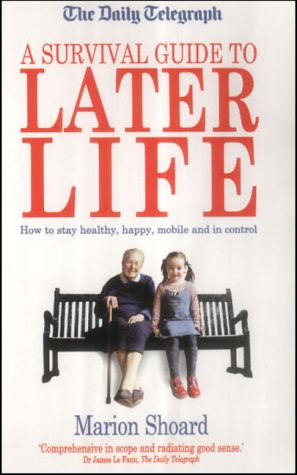 The Daily Telegraph
A SURVIVAL GUIDE TO
LATER
LIFE
How to stay healthy, happy, mobile and in control
Marion Shoard
‘Comprehensive in scope and radiating good sense.’
Dr James Le Fanu, The Daily Telegraph